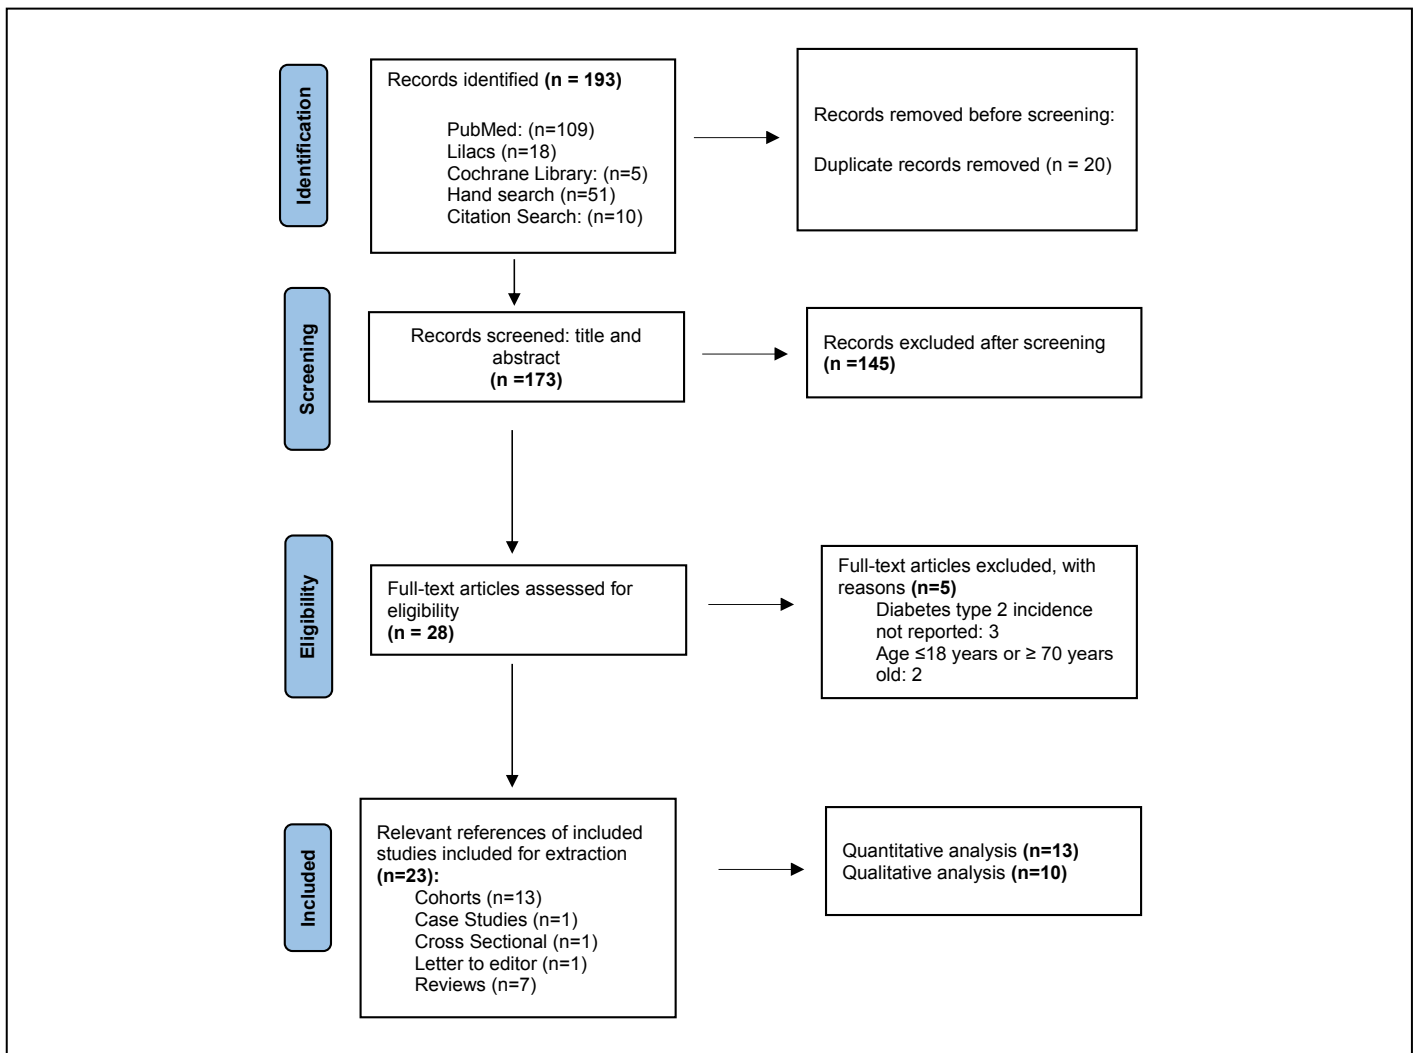 Identification
Records identified (n = 193)
PubMed: (n=109)
Lilacs (n=18)
Cochrane Library: (n=5)
Hand search (n=51)
Citation Search: (n=10)
Records removed before screening:
Duplicate records removed (n = 20)
Screening
Records screened: title and
abstract
(n =173)
Records excluded after screening
(n =145)
Eligibility
Full-text articles assessed for
eligibility
(n = 28)
Full-text articles excluded, with
reasons (n=5)
Diabetes type 2 incidence
not reported: 3
Age ≤18 years or ≥ 70 years
old: 2
Included
Relevant references of included
studies included for extraction
(n=23):
Cohorts (n=13)
Case Studies (n=1)
Cross Sectional (n=1)
Letter to editor (n=1)
Reviews (n=7)
Quantitative analysis (n=13)
Qualitative analysis (n=10)